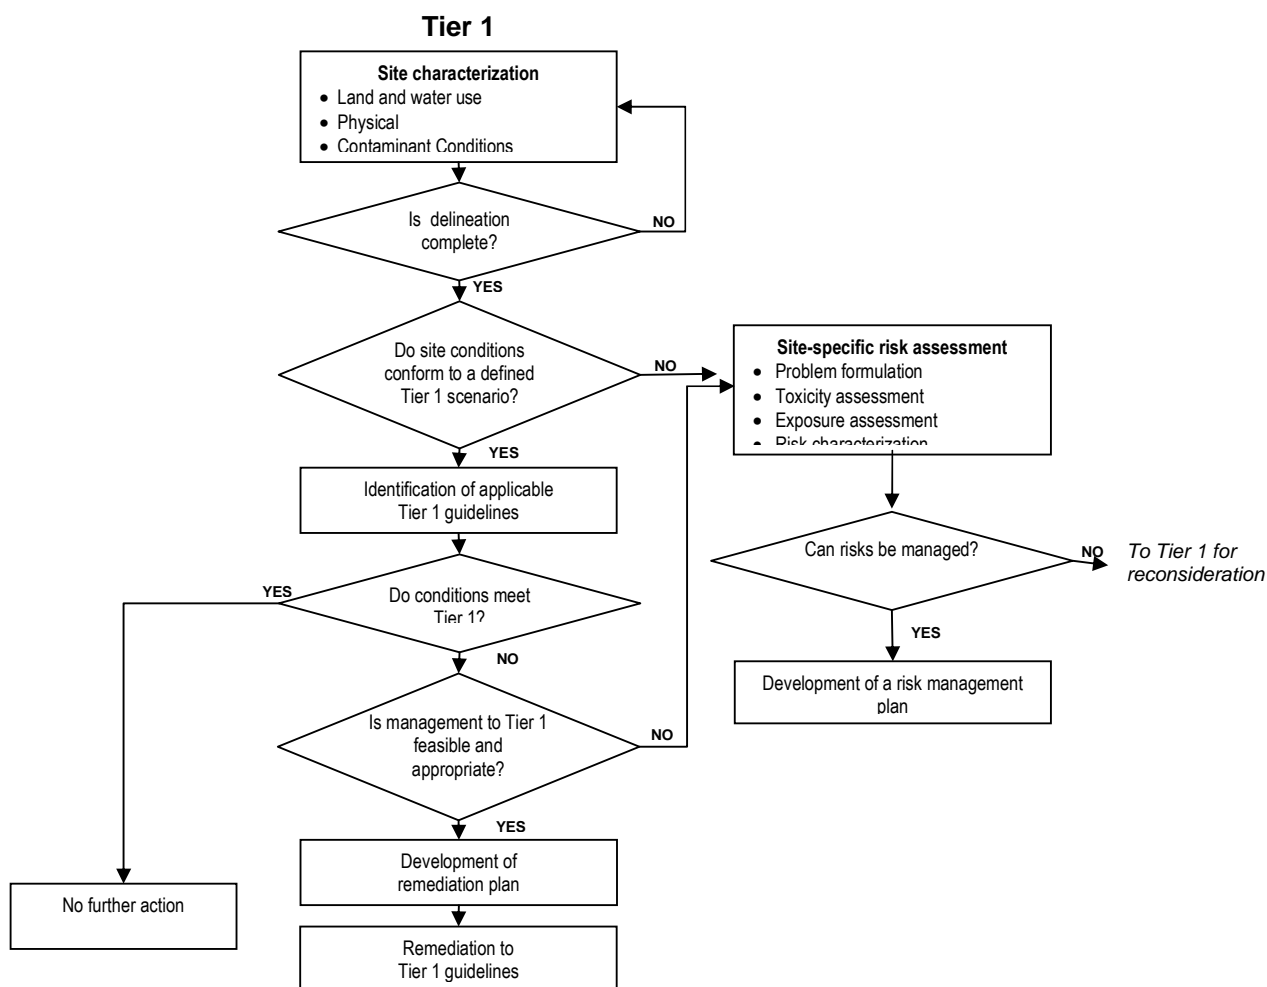 Tier 1
Site characterization
• Land and water use
• Physical
• Contaminant Conditions
Is delineation
complete?
NO
YES
Do site conditions
conform to a defined
Tier 1 scenario?
NO
YES
Site-specific risk assessment
• Problem formulation
• Toxicity assessment
• Exposure assessment
• Risk characterization
Identification of applicable
Tier 1 guidelines
Can risks be managed?
NO
To Tier 1 for
reconsideration
YES
Development of a risk management
plan
Do conditions meet
Tier 1?
YES
NO
Is management to Tier 1
feasible and
appropriate?
NO
YES
Development of
remediation plan
No further action
Remediation to
Tier 1 guidelines